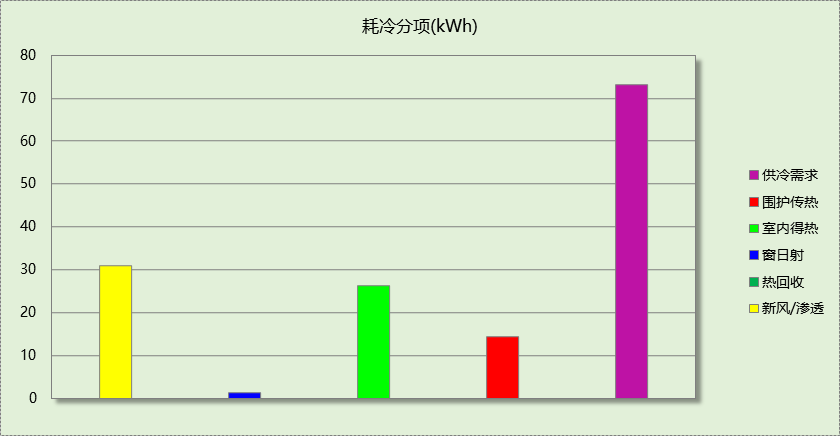 耗冷分项(kWh)
80
70
60
50
40
30
20
10
0
供冷需求
围护传热
室内得热
窗日射
热回收
新风/渗透